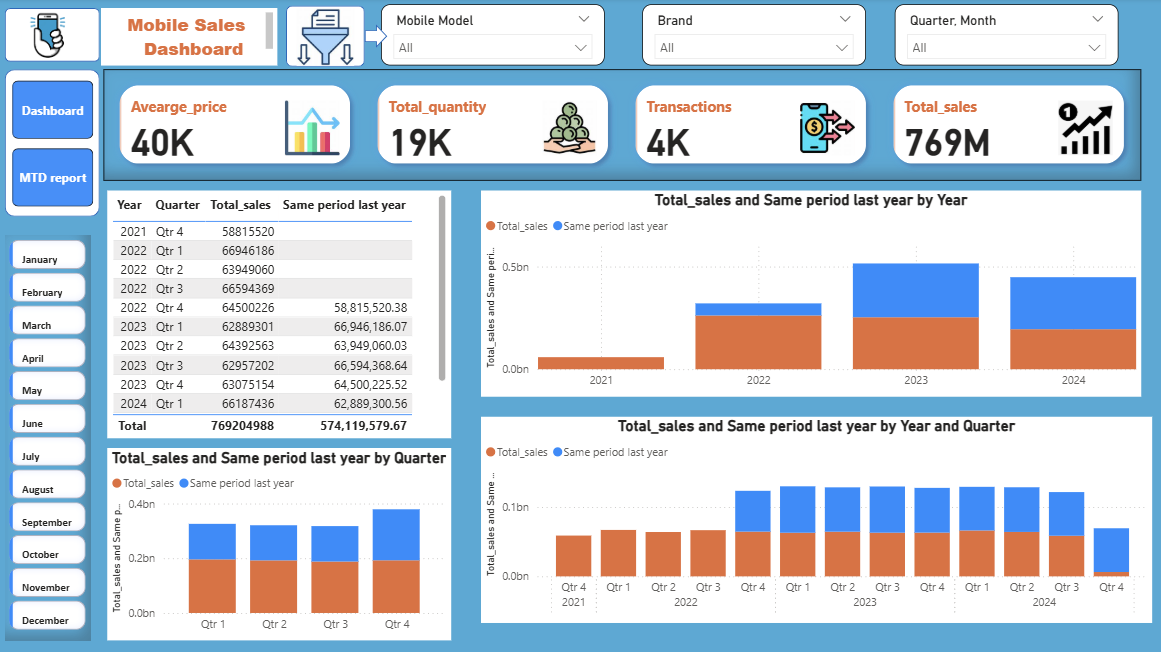 Mobile Sales
Dashboard
Mobile Model
All
Brand
All
Quarter, Month
All
Dashboard
MTD report
Avearge_price
40K
Total_quantity
19K
Transactions
$
4K
Total_sales
1
769M
January
February
March
April
May
June
July
August
September
October
November
December
Year Quarter Total_sales Same period last year
2021 Qtr 4 58815520
2022 Qtr 1 66946186
2022 Qtr 2 63949060
2022 Qtr 3 66594369
2022 Qtr 4 64500226 58,815,520.38
2023 Qtr 1 62889301 66,946,186.07
2023 Qtr 2 64392563 63,949,060.03
2023 Qtr 3 62957202 66,594,368.64
2023 Qtr 4 63075154 64,500,225.52
2024 Qtr 1 66187436 62,889,300.56
Total 769204988 574,119,579.67
Total_sales and Same period last year by Year
Total_sales Same period last year
Total_sales and Same peri...
0.5bn
0.0bn
2021 2022 2023 2024
Total_sales and Same period last year by Quarter
Total_sales Same period last year
Total_sales and Same p...
0.4bn
0.2bn
0.0bn
Qtr 1 Qtr 2 Qtr 3 Qtr 4
Total_sales and Same period last year by Year and Quarter
Total_sales Same period last year
Total_sales and Same ...
0.1bn
0.0bn
Qtr 4 Qtr 1 Qtr 2 Qtr 3 Qtr 4 Qtr 1 Qtr 2 Qtr 3 Qtr 4 Qtr 1 Qtr 2 Qtr 3 Qtr 4
2021 2022 2023 2024